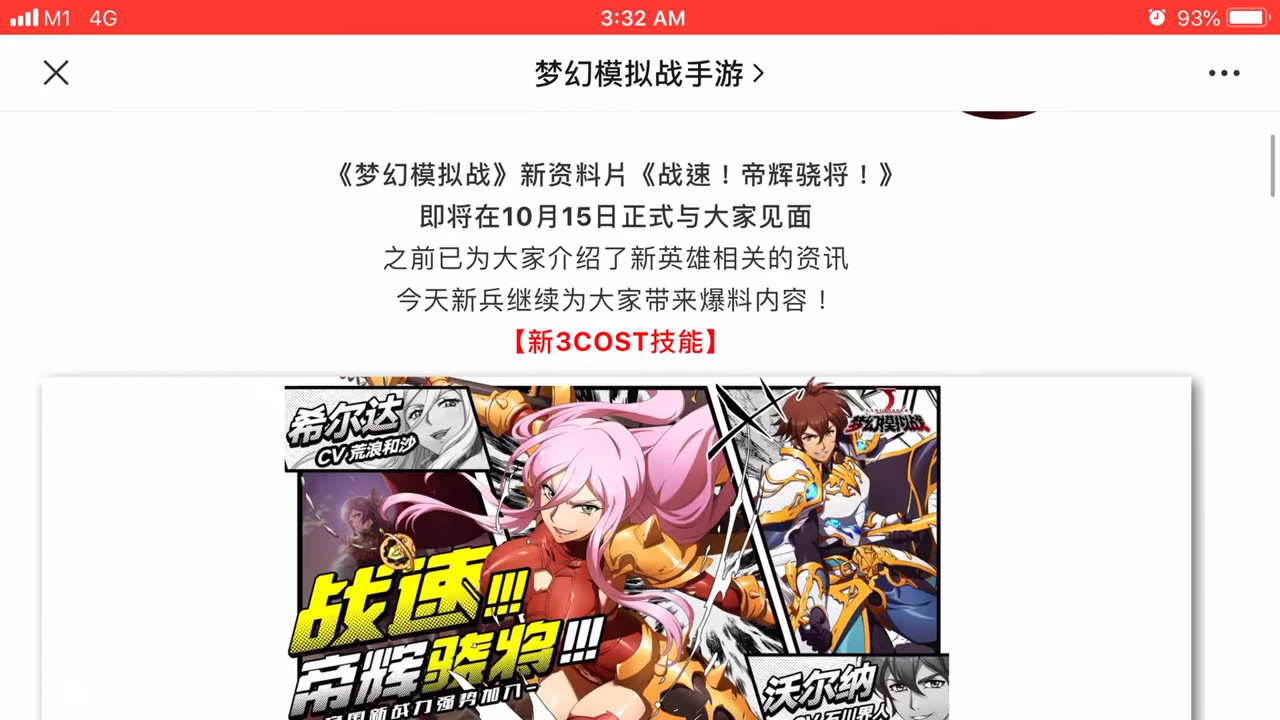 M1 4G 3:32 AM 93%
梦幻模拟战手游
《梦幻模拟战》新资料片《战速！帝辉骁将！》
即将在10月15日正式与大家见面
之前已为大家介绍了新英雄相关的资讯
今天新兵继续为大家带来爆料内容！
【新3COST技能】
希尔达
CV 荒浪和沙
梦幻模拟战
战速!!!
帝辉骁将!!!
沃尔纳
CV 石川界人